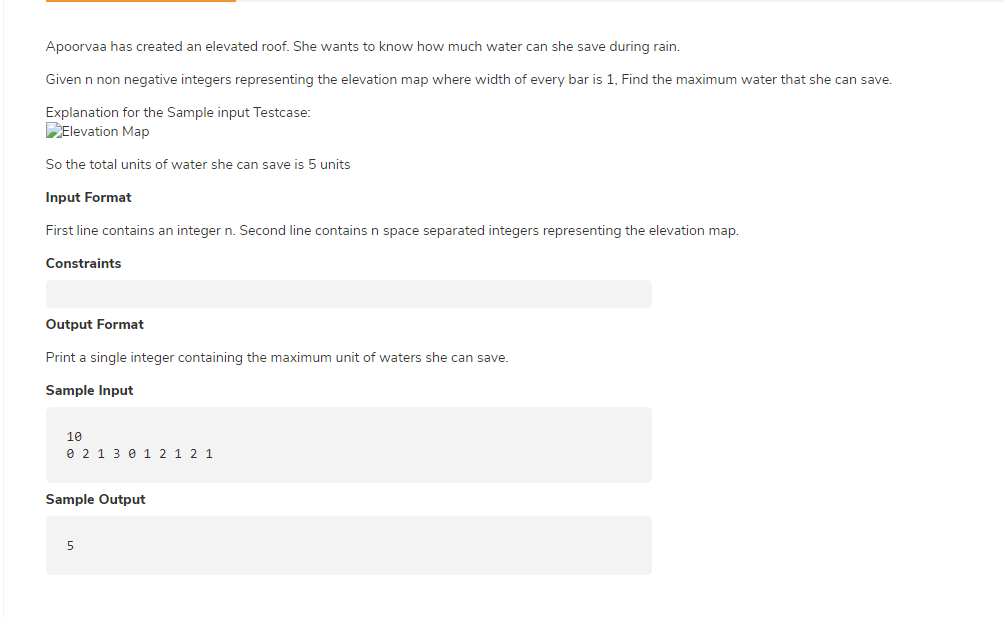 Apoorvaa has created an elevated roof. She wants to know how much water can she save during rain.
Given n non negative integers representing the elevation map where width of every bar is 1, Find the maximum water that she can save.
Explanation for the Sample input Testcase:
Elevation Map
So the total units of water she can save is 5 units
Input Format
First line contains an integer n. Second line contains n space separated integers representing the elevation map.
Constraints
Output Format
Print a single integer containing the maximum unit of waters she can save.
Sample Input
10
0 2 1 3 0 1 2 1 2 1
Sample Output
5